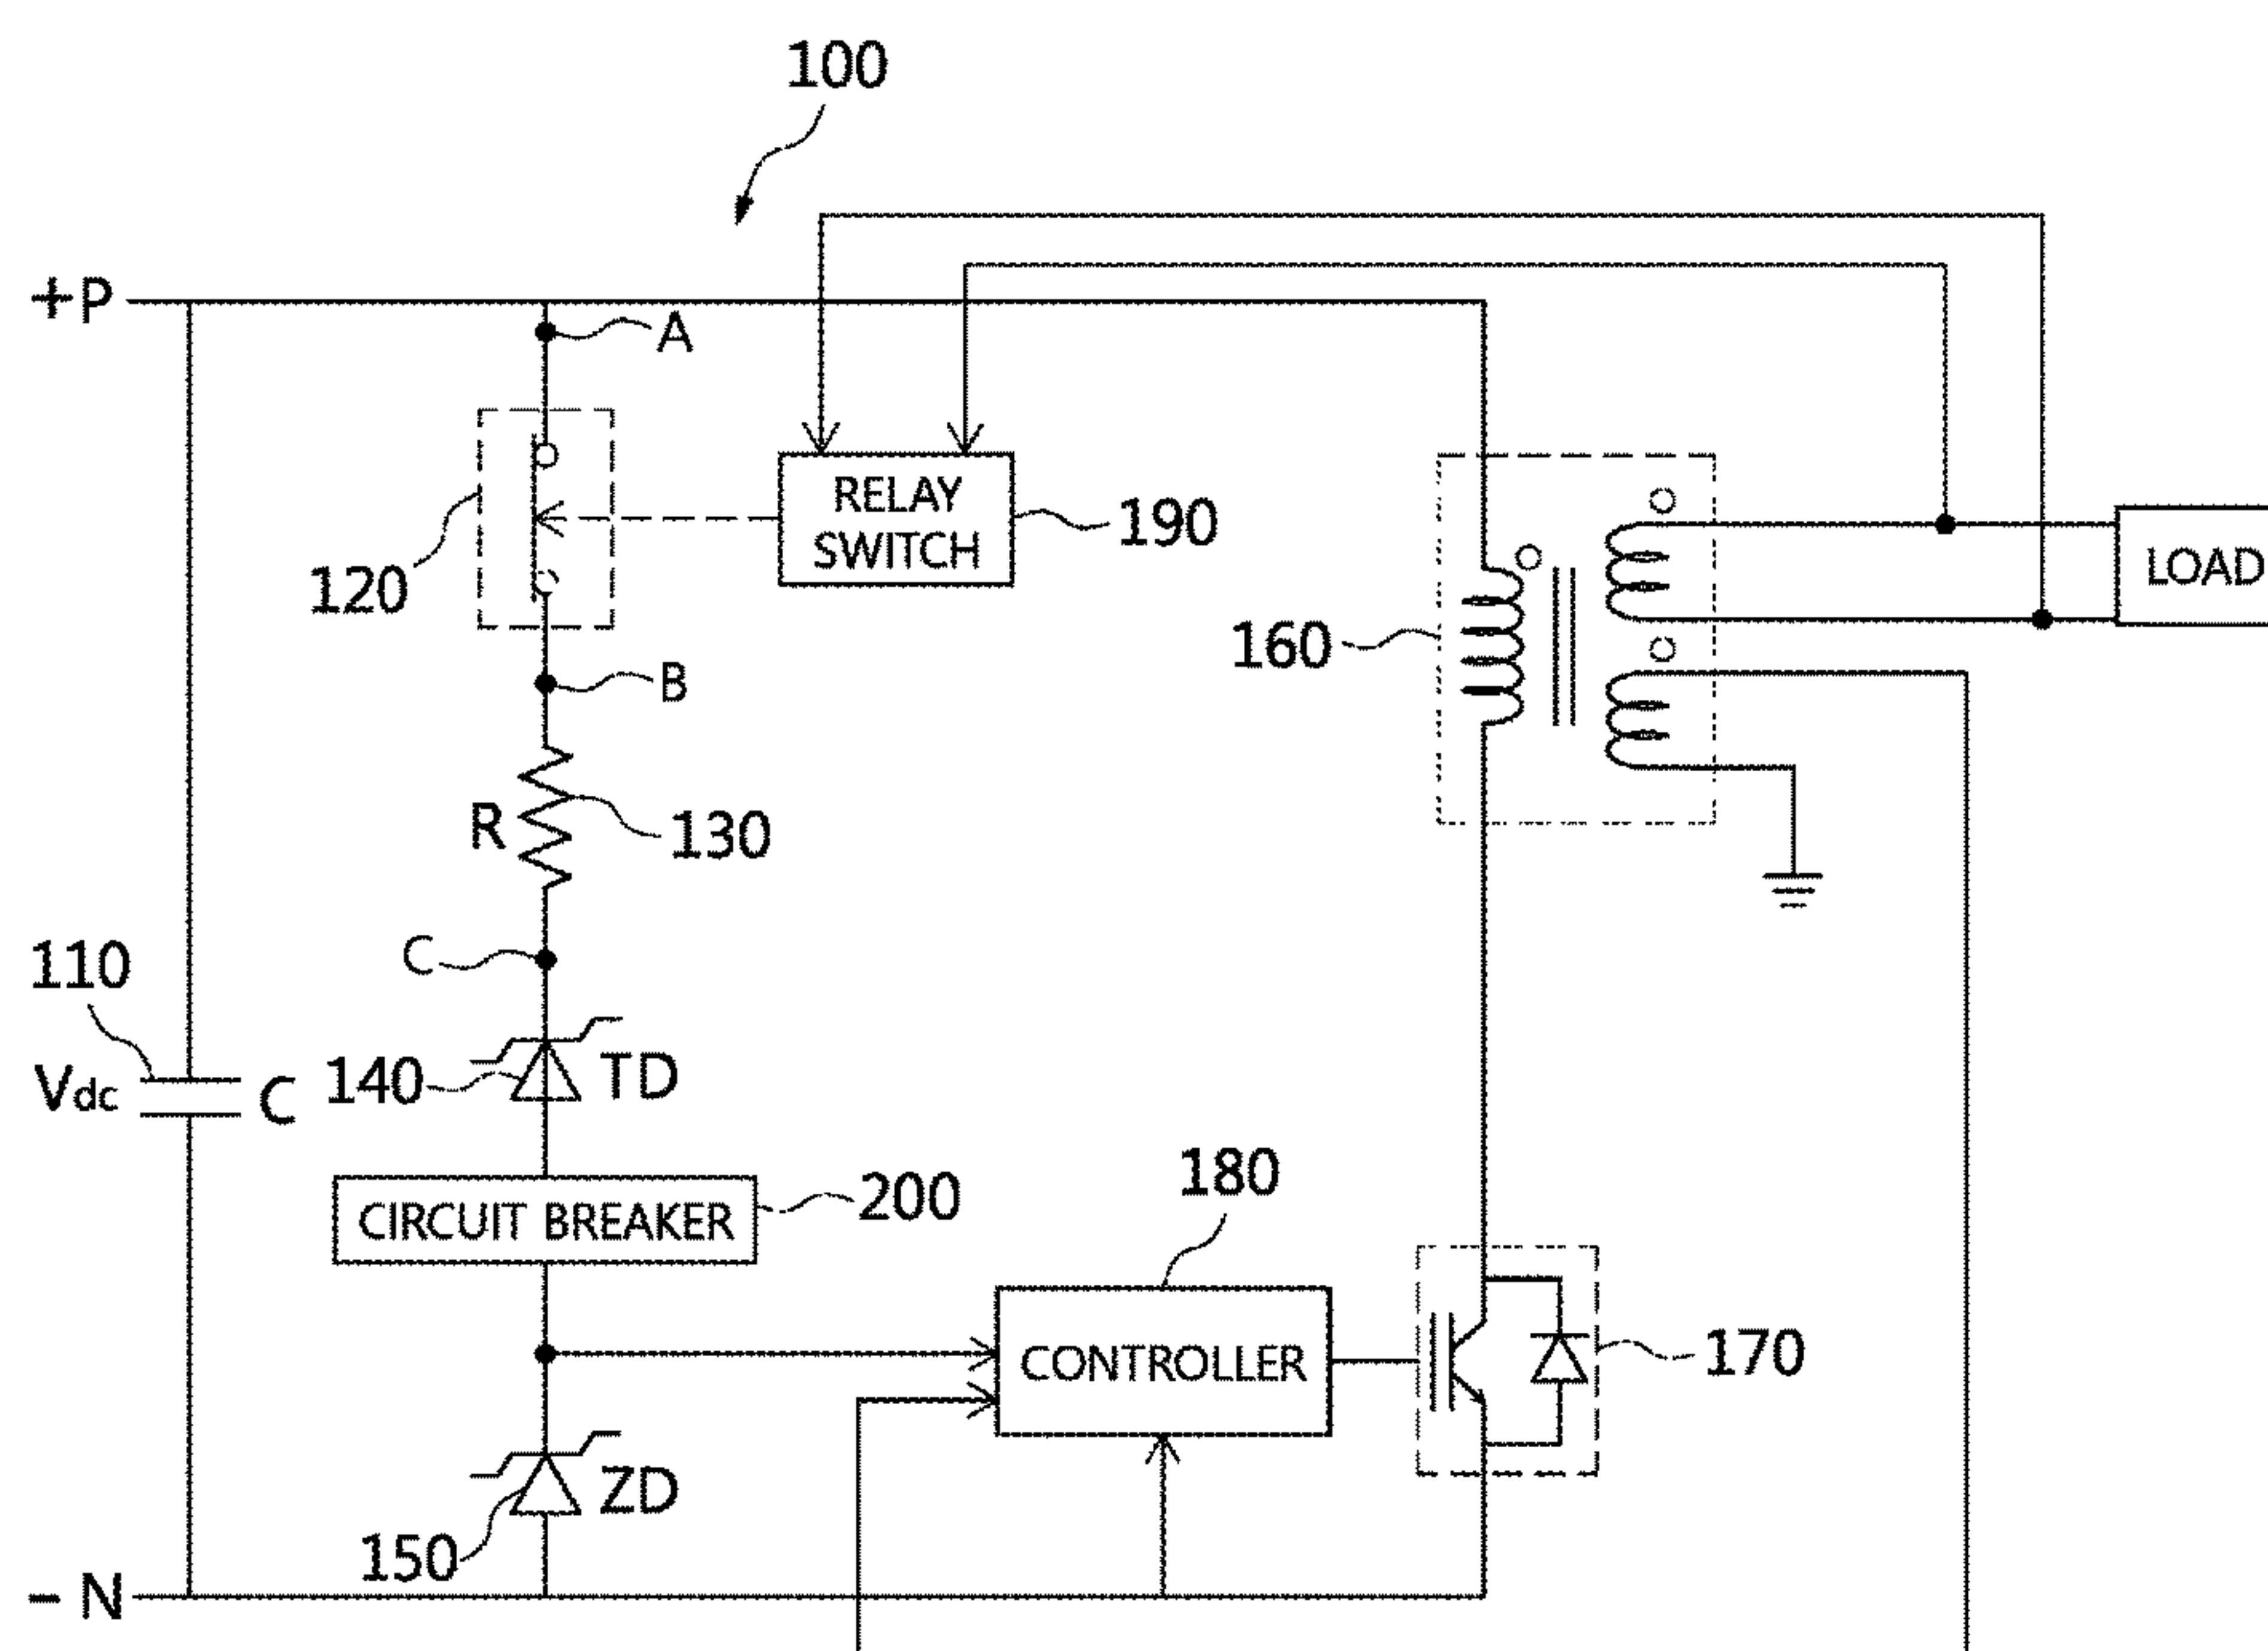 100
+P
A
RELAY
SWITCH
190
120
LOAD
160
B
R
130
C
110
Vdc
C
140
TD
CIRCUIT BREAKER
200
180
CONTROLLER
170
ZD
150
- N